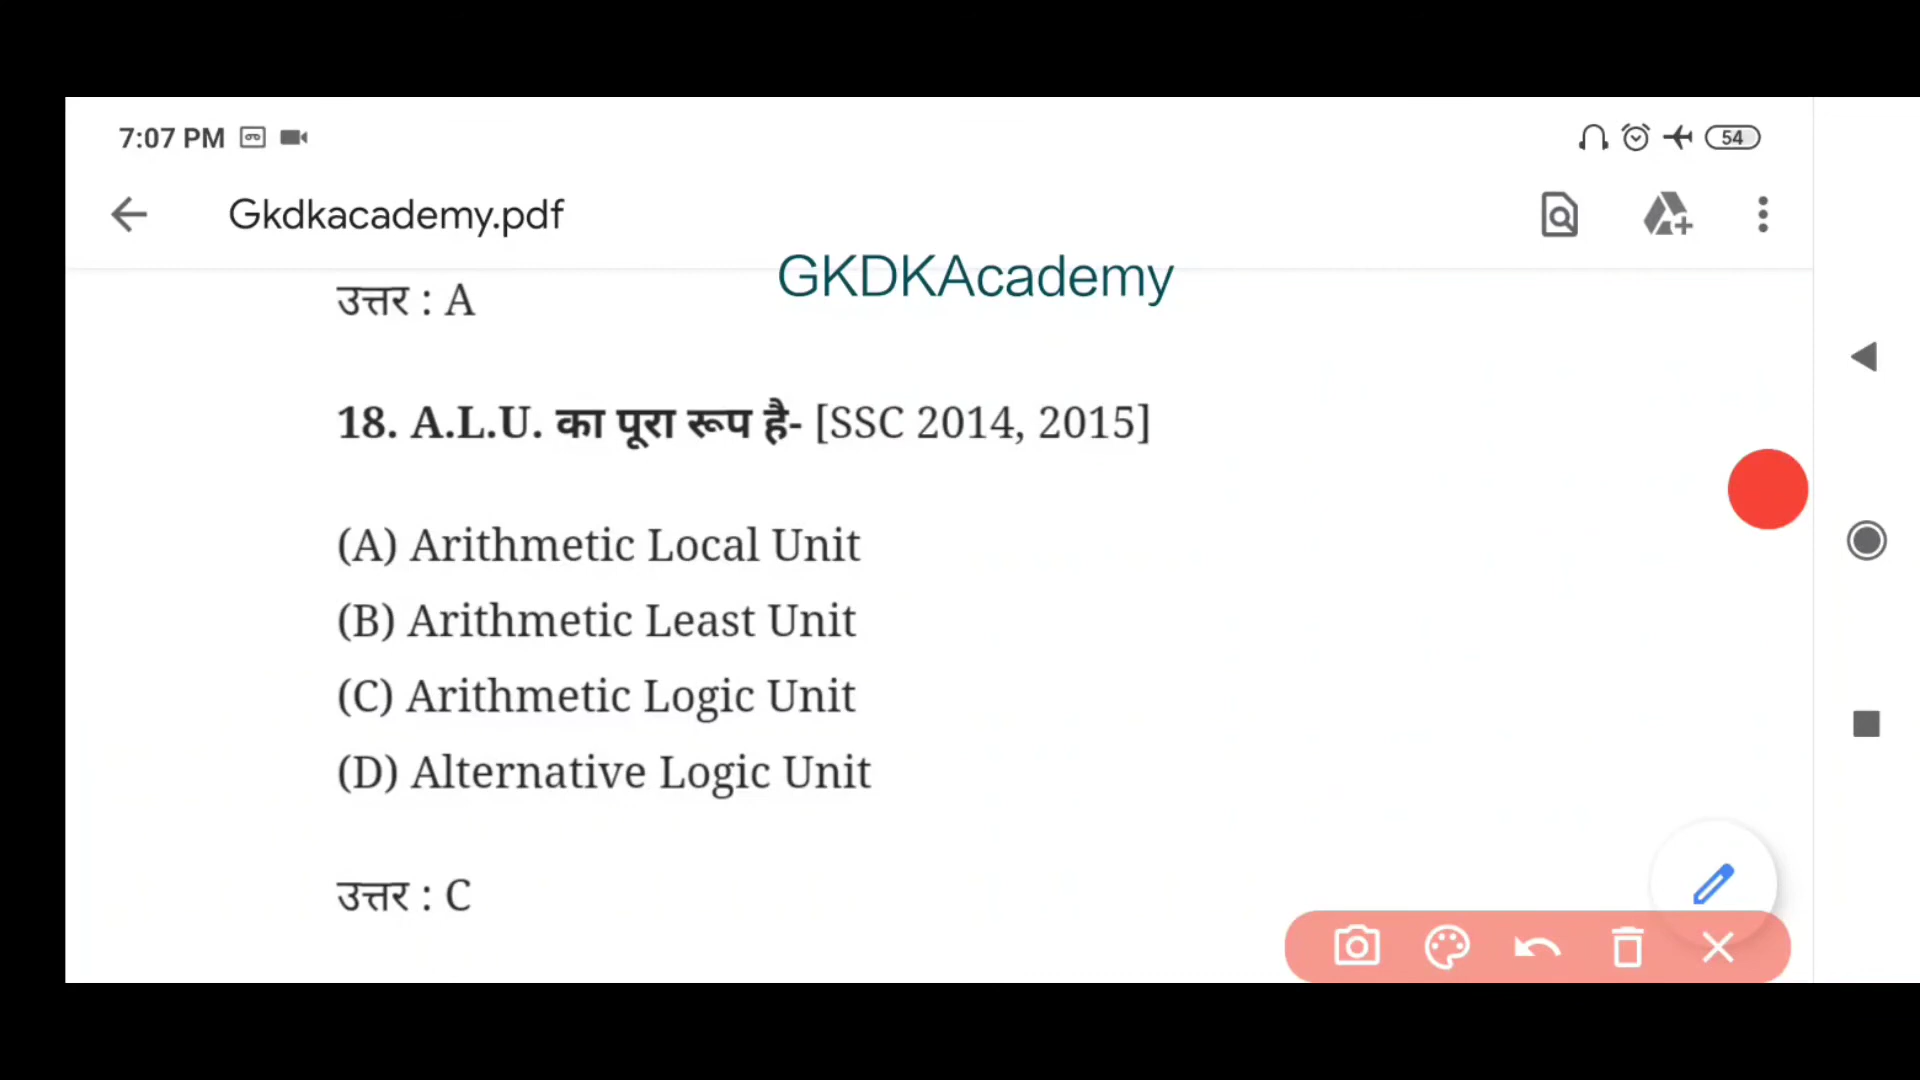 7:07 PM
54
Gkdkacademy.pdf
GKDKAcademy
उत्तर : A
18. A.L.U. का पूरा रूप है- [SSC 2014, 2015]
(A) Arithmetic Local Unit
(B) Arithmetic Least Unit
(C) Arithmetic Logic Unit
(D) Alternative Logic Unit
उत्तर : C